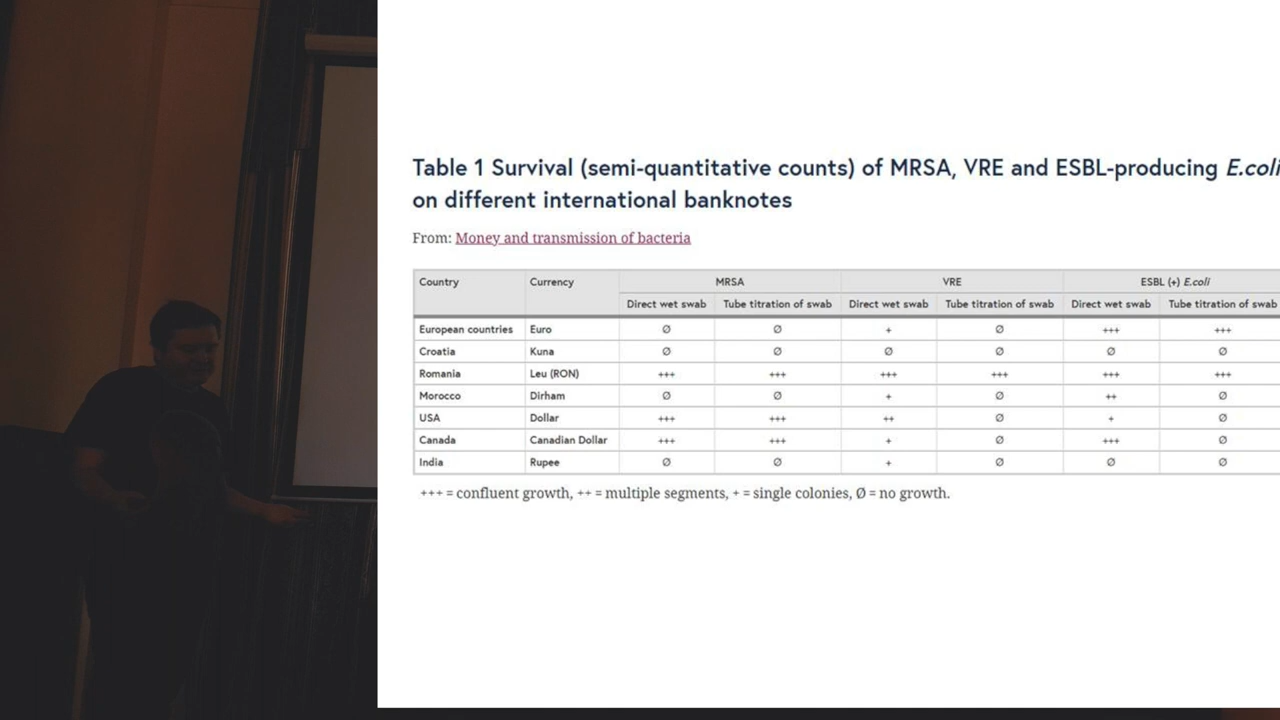 Table 1 Survival (semi-quantitative counts) of MRSA, VRE and ESBL-producing E.coli
on different international banknotes
From: Money and transmission of bacteria
Country Currency MRSA VRE ESBL (+) E.coli
Direct wet swab Tube titration of swab Direct wet swab Tube titration of swab Direct wet swab Tube titration of swab
European countries Euro Ø Ø + Ø +++ +++
Croatia Kuna Ø Ø Ø Ø Ø Ø
Romania Leu (RON) +++ +++ +++ +++ +++ +++
Morocco Dirham Ø Ø + Ø ++ Ø
USA Dollar +++ +++ ++ Ø + Ø
Canada Canadian Dollar +++ +++ + Ø +++ Ø
India Rupee Ø Ø + Ø Ø Ø
+++ = confluent growth, ++ = multiple segments, + = single colonies, Ø = no growth.